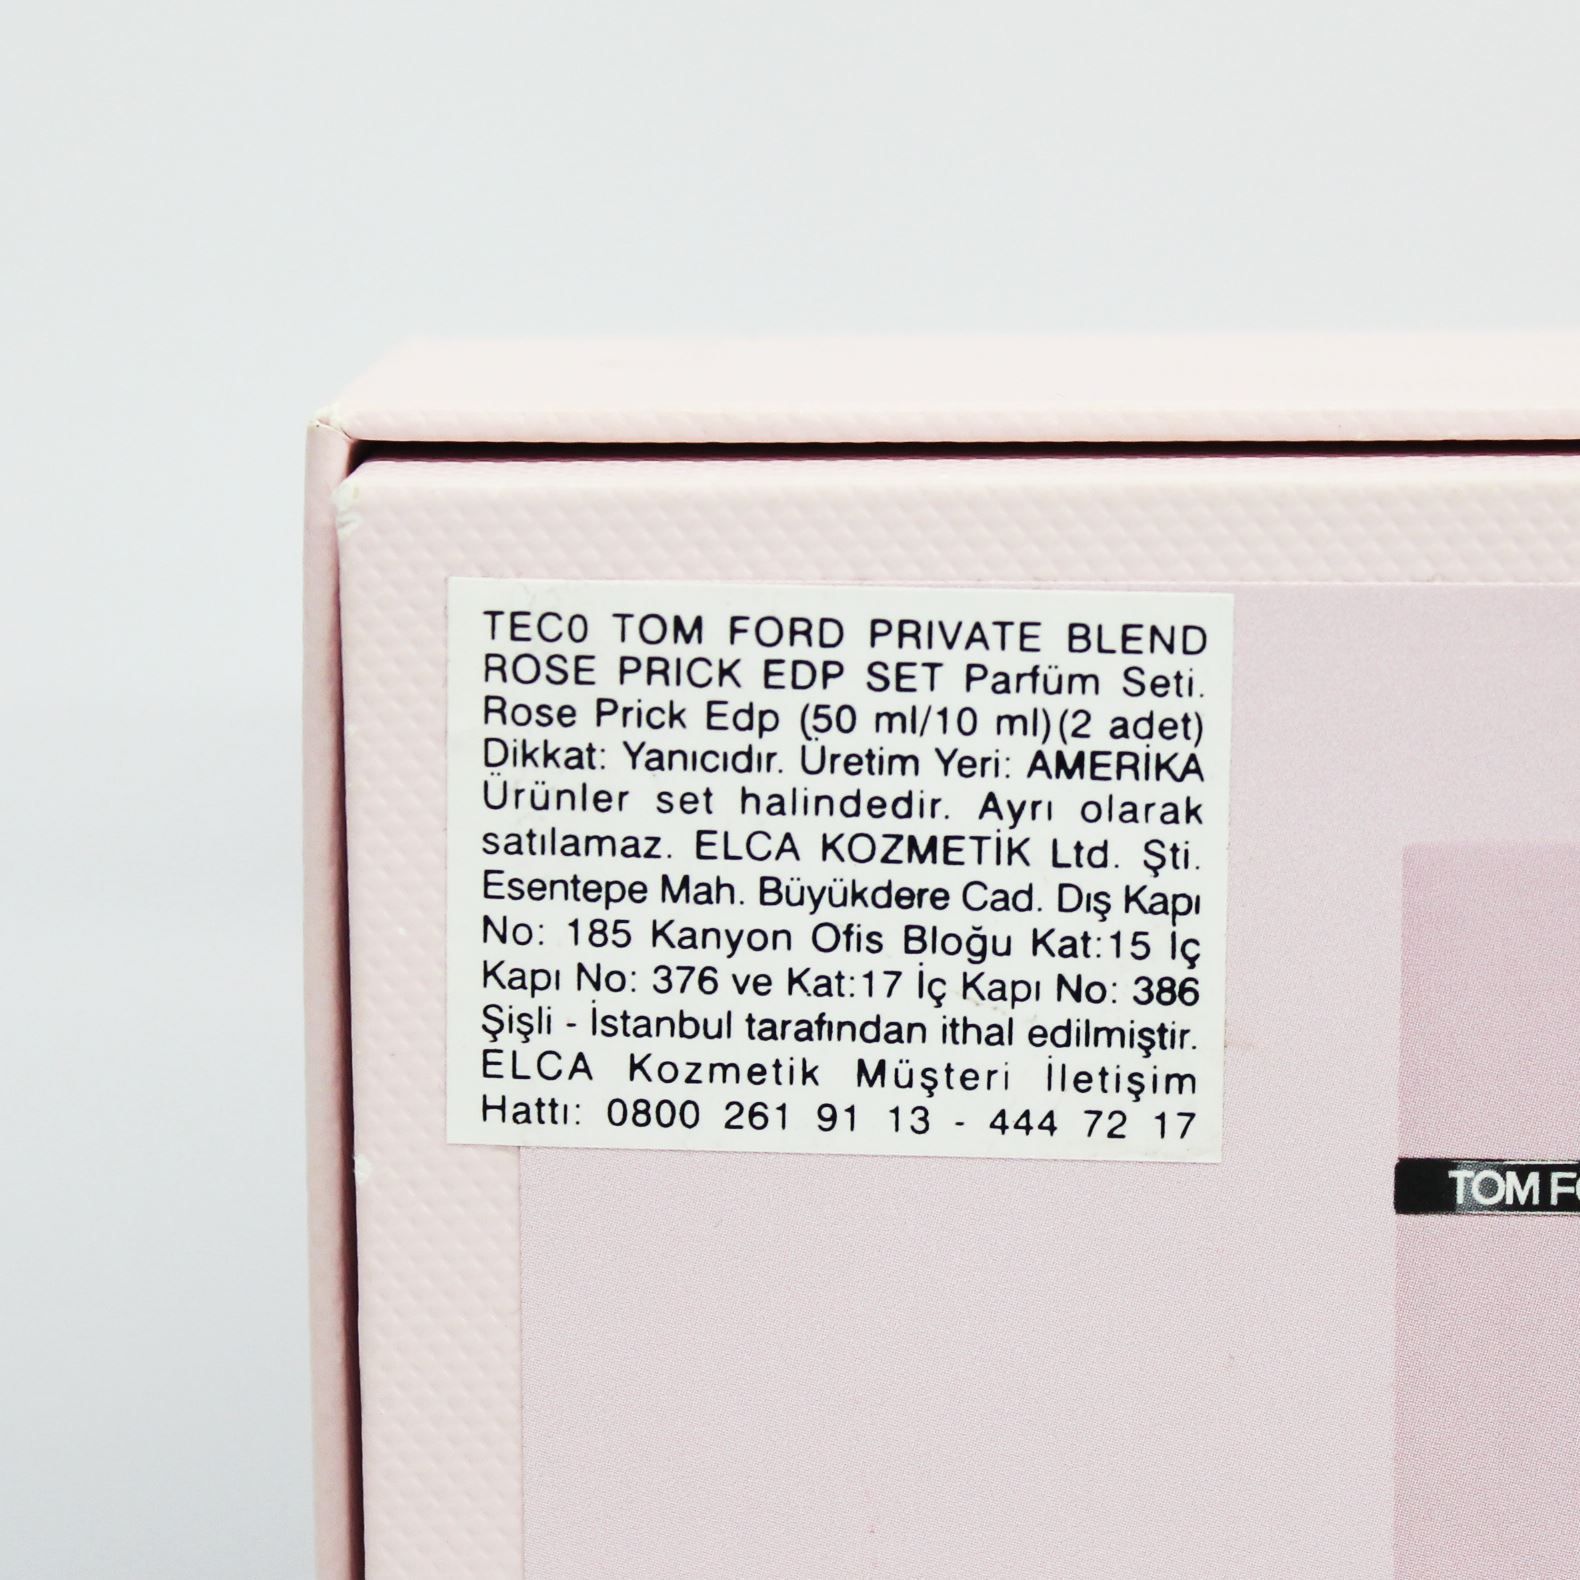 TEC0 TOM FORD PRIVATE BLEND
ROSE PRICK EDP SET Parfüm Seti.
Rose Prick Edp (50 ml/10 ml)(2 adet)
Dikkat: Yanıcıdır. Üretim Yeri: AMERİKA
Ürünler set halindedir. Ayrı olarak
satılamaz. ELCA KOZMETİK Ltd. Şti.
Esentepe Mah. Büyükdere Cad. Dış Kapı
No: 185 Kanyon Ofis Bloğu Kat:15 İç
Kapı No: 376 ve Kat:17 İç Kapı No: 386
Şişli - İstanbul tarafından ithal edilmiştir.
ELCA Kozmetik Müşteri İletişim
Hattı: 0800 261 91 13 - 444 72 17
TOM